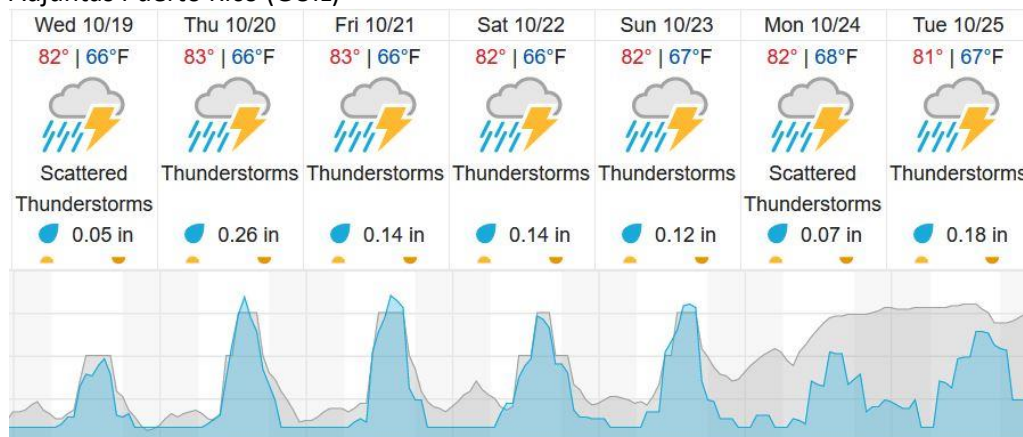 Wed 10/19 Thu 10/20 Fri 10/21 Sat 10/22 Sun 10/23 Mon 10/24 Tue 10/25
82° | 66°F 83° | 66°F 83° | 66°F 82° | 66°F 82° | 67°F 82° | 68°F 81° | 67°F
Scattered Thunderstorms Thunderstorms Thunderstorms Thunderstorms Scattered Thunderstorms
Thunderstorms Thunderstorms
0.05 in 0.26 in 0.14 in 0.14 in 0.12 in 0.07 in 0.18 in